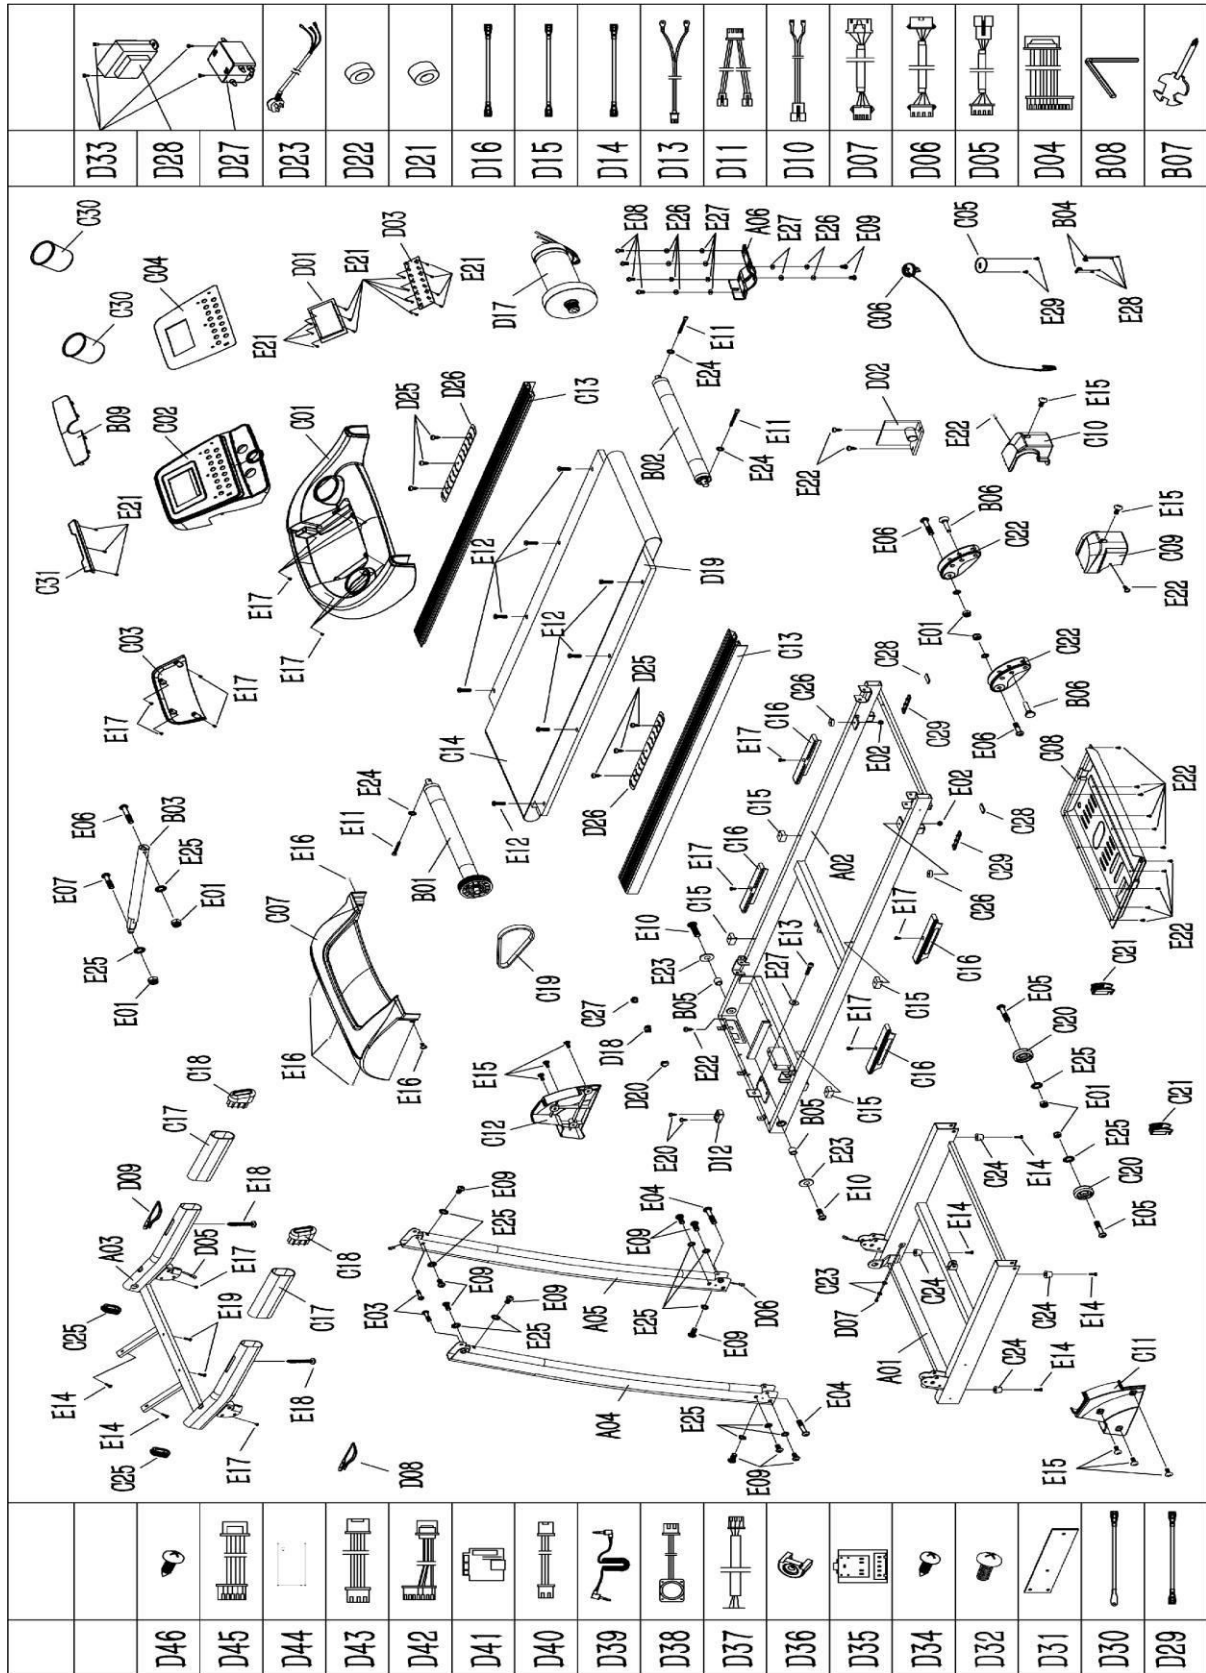 D33
D28
D27
D23
D22
D21
D16
D15
D14
D13
D11
D10
D07
D06
D05
D04
B08
B07
C30
C30
C04
D01
E21
E21
D03
E21
D17
E08
E26
E27
A06
E27
E26
E09
C05
B04
E29
E28
C06
B09
C02
C01
D25
D26
C13
E11
E24
B02
E11
E24
D02
E22
E22
E15
C10
C31
E21
E17
E17
E12
E12
D19
C13
E06
B06
C22
E01
C22
B06
E06
E15
C09
E22
C03
E17
E17
C14
D25
D26
E12
C28
C26
C16
E17
C29
E02
E02
C28
C29
C26
C08
E22
E22
E06
B03
E07
E25
E01
E25
E01
E24
E11
B01
E16
C07
E16
E16
C19
C15
A02
C16
E17
C15
E10
E23
B05
E13
E27
E17
C16
C15
E17
C16
C15
C21
E05
C20
E25
E01
C21
E25
C20
E05
C27
D18
D20
E22
E15
C12
E20
D12
B05
E23
E10
C18
C17
D09
E18
A03
D05
E17
C18
C17
E19
C25
E14
E14
C25
E18
E17
D08
E09
E25
E09
E03
E09
E25
A05
E04
E09
E25
D06
E09
A04
E25
E04
E09
E14
C24
E14
C24
C23
D07
C24
E14
A01
C24
E14
C11
E15
D46
D45
D44
D43
D42
D41
D40
D39
D38
D37
D36
D35
D34
D32
D31
D30
D29